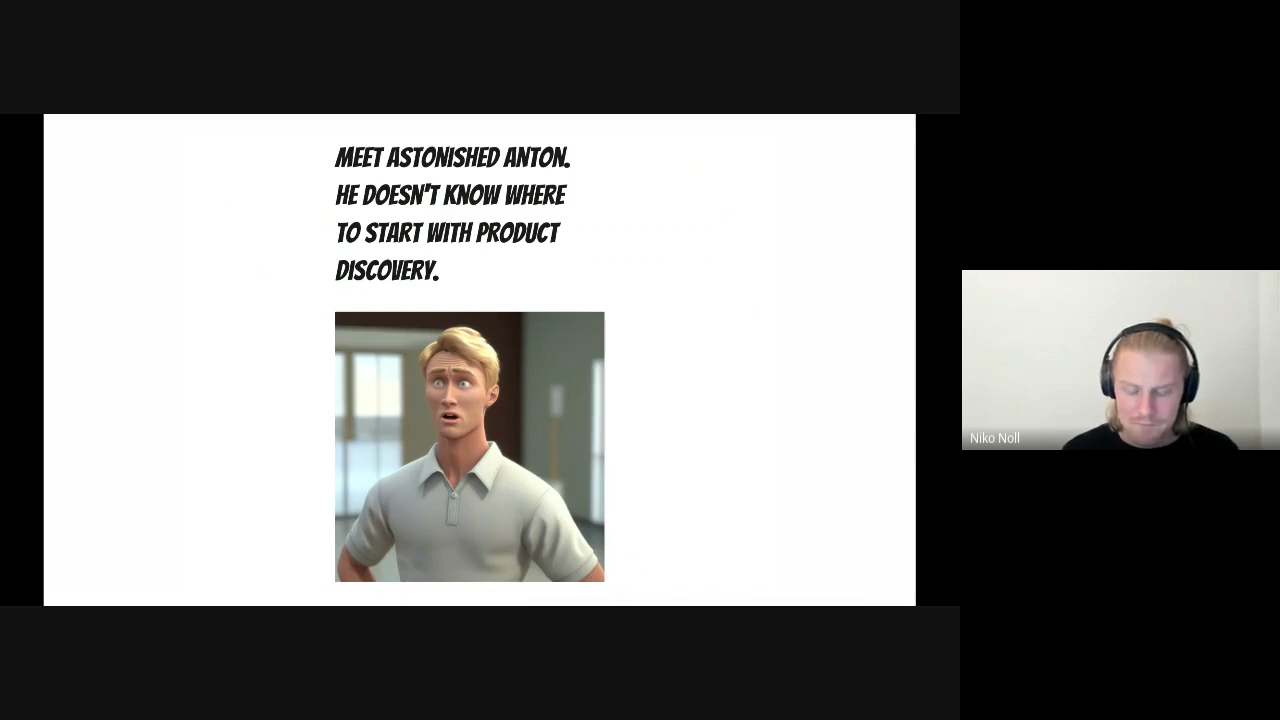 MEET ASTONISHED ANTON.
HE DOESN'T KNOW WHERE
TO START WITH PRODUCT
DISCOVERY.
Niko Noll